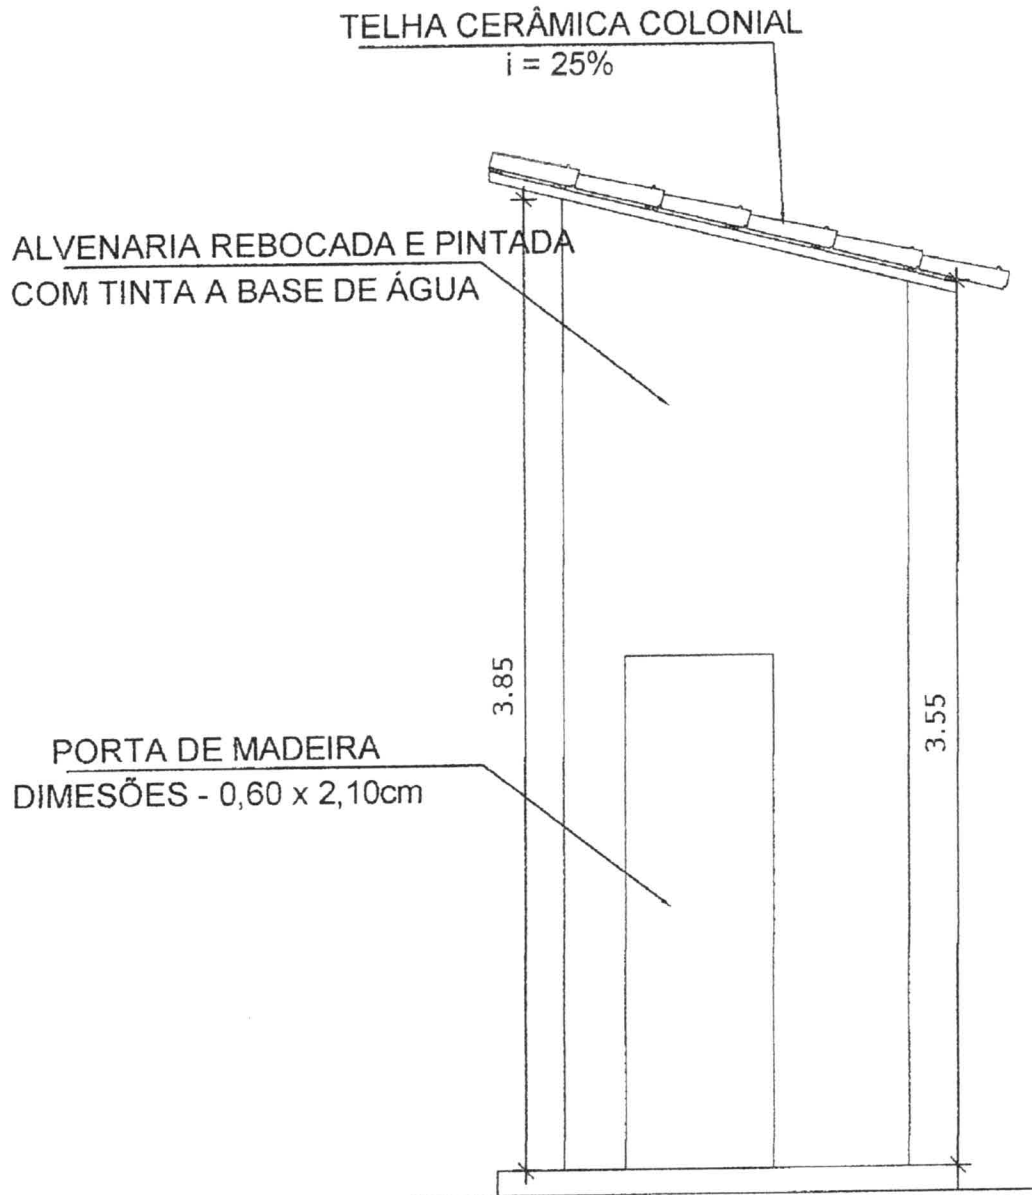 TELHA CERÂMICA COLONIAL
i = 25%
ALVENARIA REBOCADA E PINTADA
COM TINTA A BASE DE ÁGUA
3.85
3.55
PORTA DE MADEIRA
DIMESÕES - 0,60 x 2,10cm